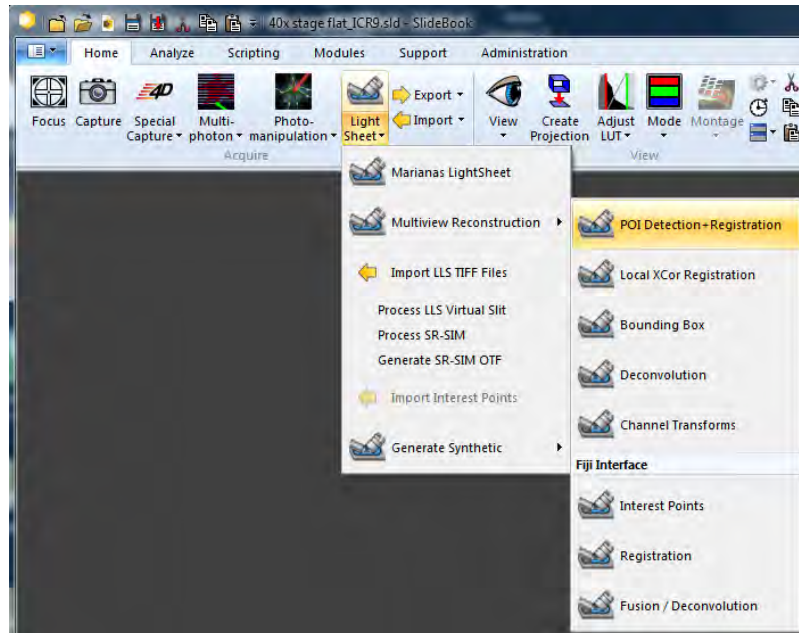 40x stage flat_ICR9.sld - SlideBook
Home Analyze Scripting Modules Support Administration
Focus Capture Special Capture Multi-photon Photo-manipulation Light Sheet Export Import View Create Projection Adjust LUT Mode Montage
4D
Acquire View
Marianas LightSheet
Multiview Reconstruction
POI Detection+Registration
Import LLS TIFF Files
Local XCor Registration
Process LLS Virtual Slit
Bounding Box
Process SR-SIM
Generate SR-SIM OTF
Deconvolution
Import Interest Points
Channel Transforms
Generate Synthetic
Fiji Interface
Interest Points
Registration
Fusion / Deconvolution